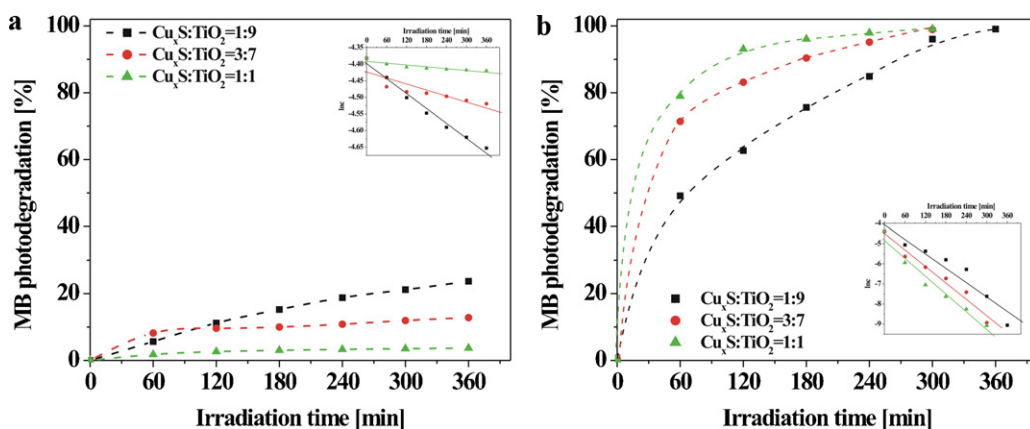 a
MB photodegradation [%]
100
80
60
40
20
0
CuₓS:TiO₂=1:9
CuₓS:TiO₂=3:7
CuₓS:TiO₂=1:1
Irradiation time [min]
0 60 120 180 240 300 360
lnc
-4.35
-4.40
-4.45
-4.50
-4.55
-4.60
-4.65
0 60 120 180 240 300 360
Irradiation time [min]
b
MB photodegradation [%]
100
80
60
40
20
0
CuₓS:TiO₂=1:9
CuₓS:TiO₂=3:7
CuₓS:TiO₂=1:1
Irradiation time [min]
0 60 120 180 240 300 360
lnc
-4
-5
-6
-7
-8
-9
0 60 120 180 240 300 360
Irradiation time [min]